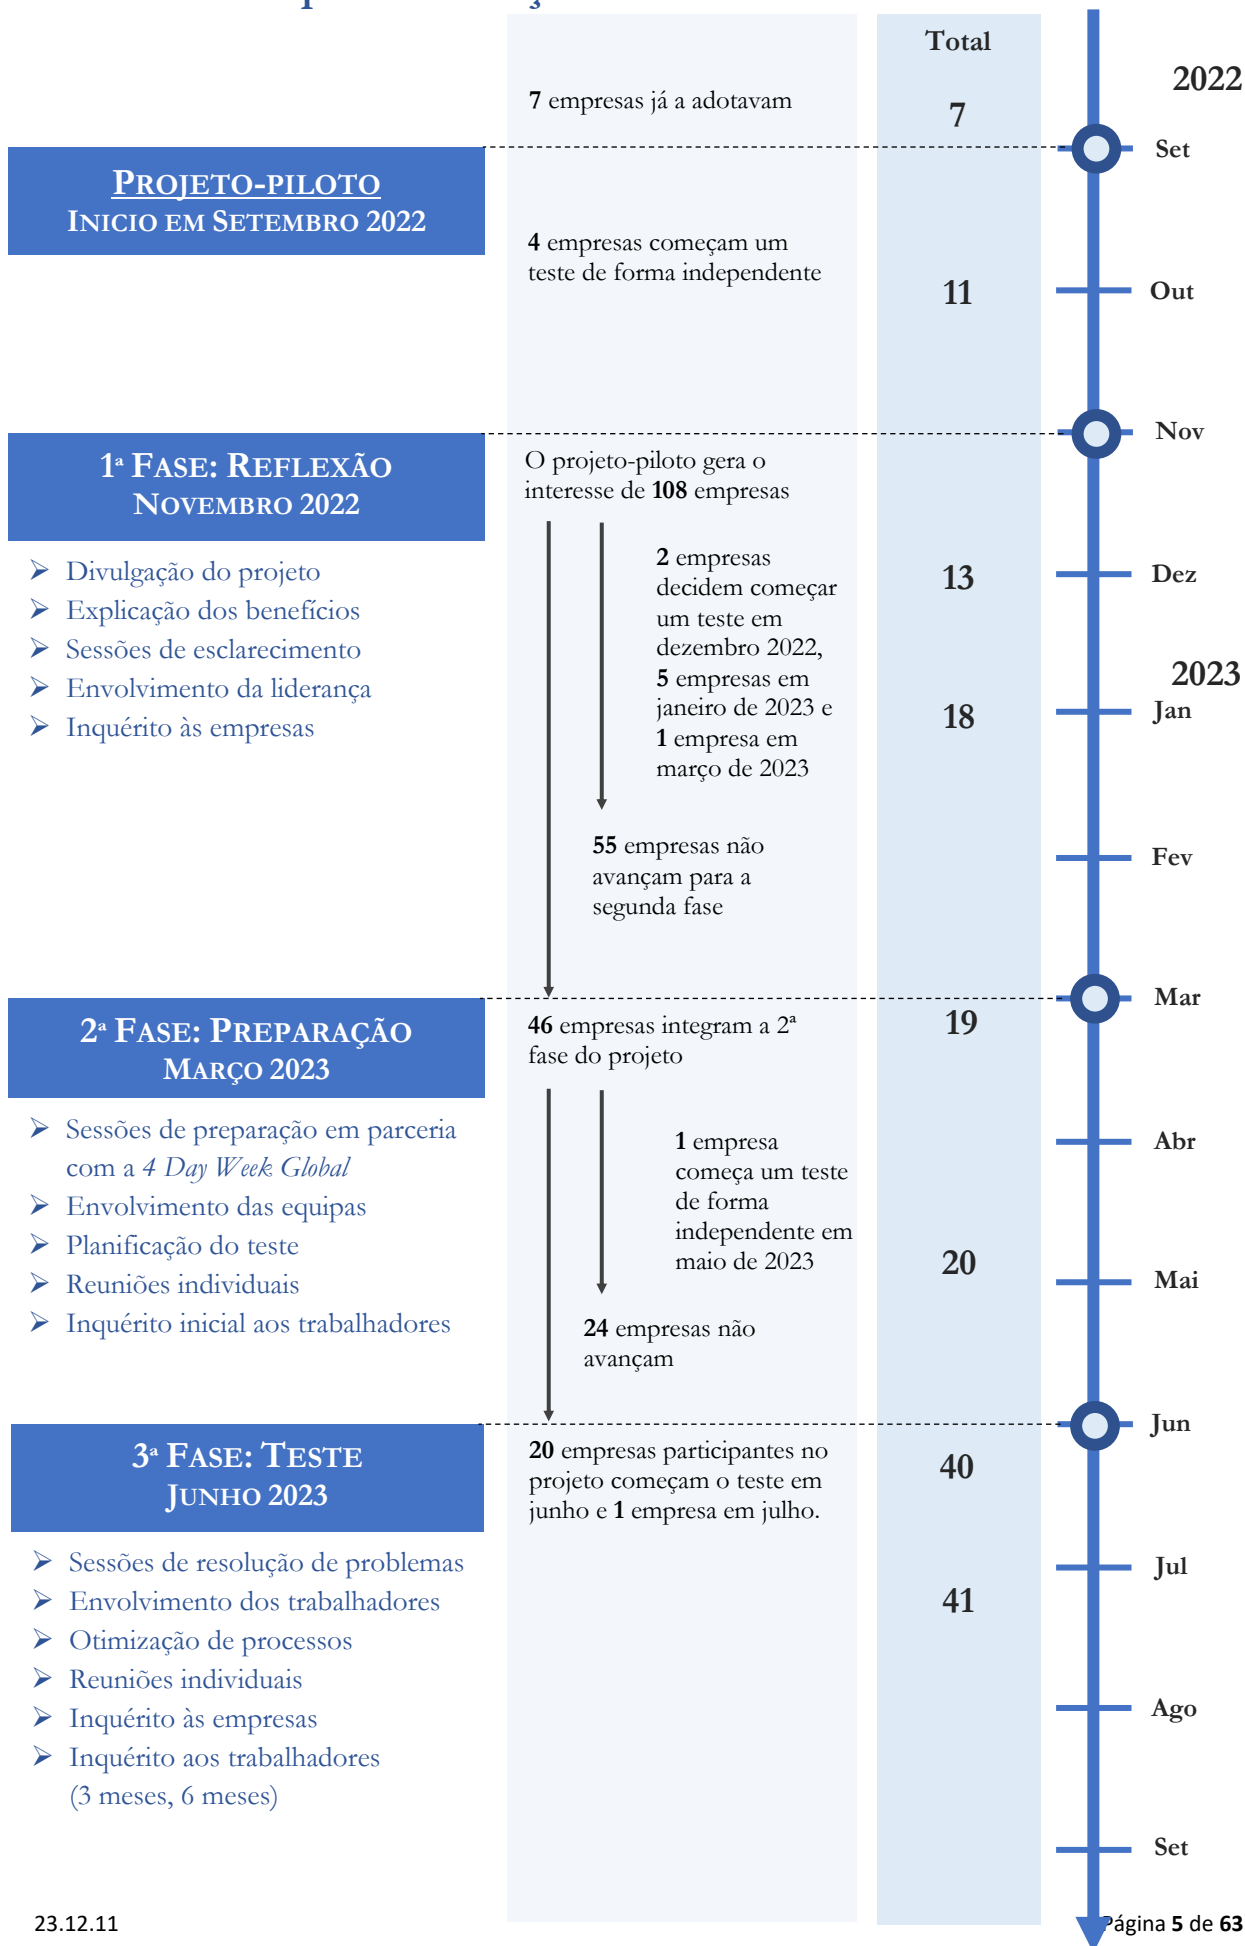 Total
2022
7 empresas já a adotavam
7
Set
PROJETO-PILOTO
INICIO EM SETEMBRO 2022
4 empresas começam um
teste de forma independente
11
Out
Nov
1ª FASE: REFLEXÃO
NOVEMBRO 2022
O projeto-piloto gera o
interesse de 108 empresas
➢ Divulgação do projeto
➢ Explicação dos benefícios
➢ Sessões de esclarecimento
➢ Envolvimento da liderança
➢ Inquérito às empresas
2 empresas
decidem começar
um teste em
dezembro 2022,
5 empresas em
janeiro de 2023 e
1 empresa em
março de 2023
13
Dez
2023
18
Jan
55 empresas não
avançam para a
segunda fase
Fev
Mar
2ª FASE: PREPARAÇÃO
MARÇO 2023
46 empresas integram a 2ª
fase do projeto
19
➢ Sessões de preparação em parceria
com a 4 Day Week Global
➢ Envolvimento das equipas
➢ Planificação do teste
➢ Reuniões individuais
➢ Inquérito inicial aos trabalhadores
1 empresa
começa um teste
de forma
independente em
maio de 2023
Abr
20
Mai
24 empresas não
avançam
Jun
3ª FASE: TESTE
JUNHO 2023
20 empresas participantes no
projeto começam o teste em
junho e 1 empresa em julho.
40
➢ Sessões de resolução de problemas
➢ Envolvimento dos trabalhadores
➢ Otimização de processos
➢ Reuniões individuais
➢ Inquérito às empresas
➢ Inquérito aos trabalhadores
(3 meses, 6 meses)
Jul
41
Ago
Set
23.12.11
Página 5 de 63